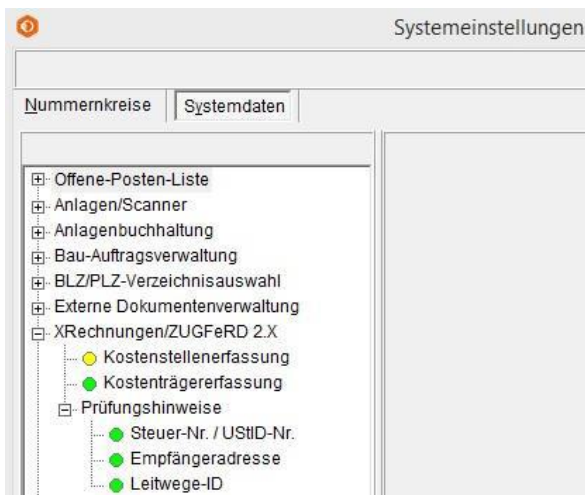 Systemeinstellungen
Nummernkreise
Systemdaten
Offene-Posten-Liste
Anlagen/Scanner
Anlagenbuchhaltung
Bau-Auftragsverwaltung
BLZ/PLZ-Verzeichnisauswahl
Externe Dokumentenverwaltung
XRechnungen/ZUGFeRD 2.X
Kostenstellenerfassung
Kostenträgererfassung
Prüfungshinweise
Steuer-Nr. / UStID-Nr.
Empfängeradresse
Leitwege-ID